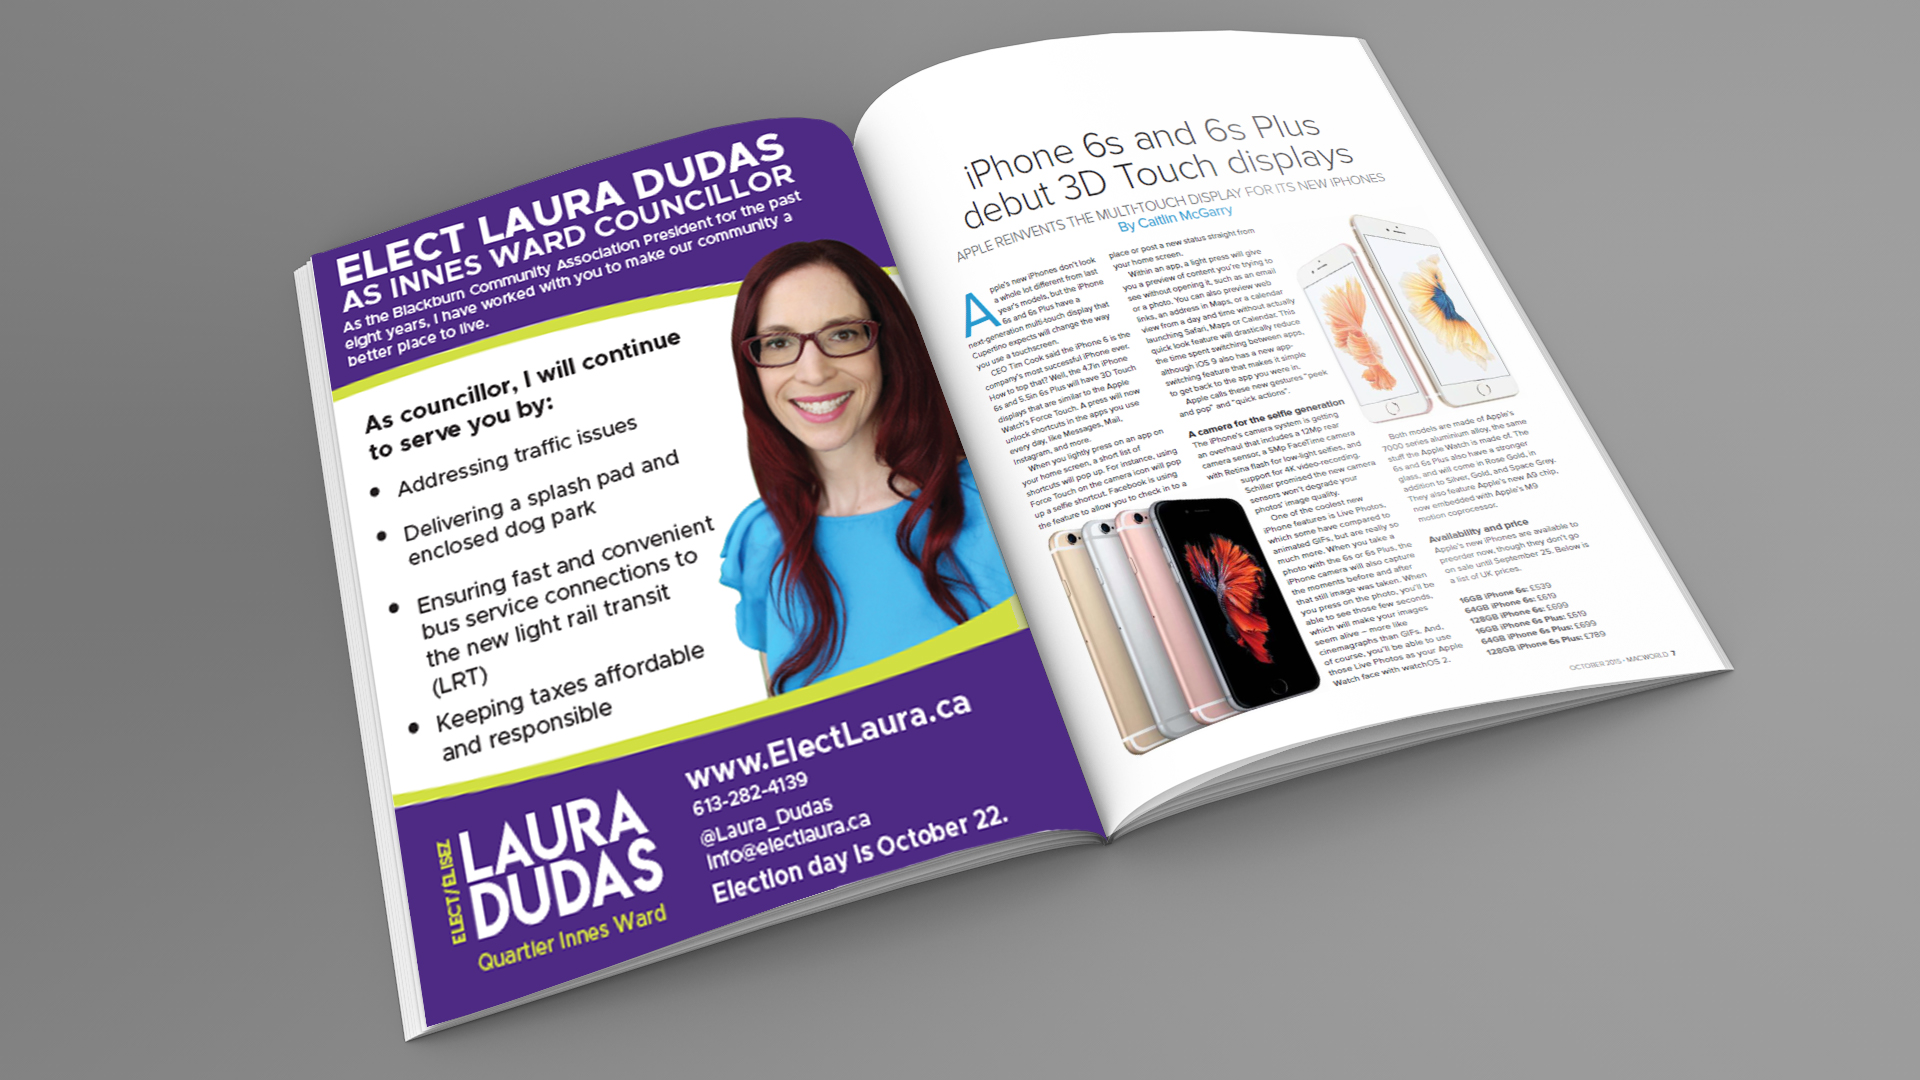 ELECT LAURA DUDAS
AS INNES WARD COUNCILLOR
As the Blackburn Community Association President for the past
eight years, I have worked with you to make our community a
better place to live.
As councillor, I will continue
to serve you by:
• Addressing traffic issues
• Delivering a splash pad and
enclosed dog park
• Ensuring fast and convenient
bus service connections to
the new light rail transit
(LRT)
• Keeping taxes affordable
and responsible
ELECT/ÉLISEZ
LAURA
DUDAS
Quartier Innes Ward
www.ElectLaura.ca
613-282-4139
@Laura_Dudas
info@electlaura.ca
Election day is October 22.
iPhone 6s and 6s Plus
debut 3D Touch displays
APPLE REINVENTS THE MULTI-TOUCH DISPLAY FOR ITS NEW IPHONES
By Caitlin McGarry
Apple's new iPhones don't look
a whole lot different from last
year's models, but the iPhone
6s and 6s Plus have a
next-generation multi-touch display that
Cupertino expects will change the way
you use a touchscreen.
CEO Tim Cook said the iPhone 6 is the
company's most successful iPhone ever.
How to top that? Well, the 4.7in iPhone
6s and 5.5in 6s Plus will have 3D Touch
displays that are similar to the Apple
Watch's Force Touch. A press will now
unlock shortcuts in the apps you use
every day, like Messages, Mail,
Instagram, and more.
When you lightly press on an app on
your home screen, a short list of
shortcuts will pop up. For instance, using
Force Touch on the camera icon will pop
up a selfie shortcut. Facebook is using
the feature to allow you to check in to a
place or post a new status straight from
your home screen.
Within an app, a light press will give
you a preview of content you're trying to
see without opening it, such as an email
or a photo. You can also preview web
links, an address in Maps, or a calendar
view from a day and time without actually
launching Safari, Maps or Calendar. This
quick look feature will drastically reduce
the time spent switching between apps,
although iOS 9 also has a new app-
switching feature that makes it simple
to get back to the app you were in.
Apple calls these new gestures "peek
and pop" and "quick actions".
A camera for the selfie generation
The iPhone's camera system is getting
an overhaul that includes a 12Mp rear
camera sensor, a 5Mp FaceTime camera
with Retina flash for low-light selfies, and
support for 4K video-recording.
Schiller promised the new camera
sensors won't degrade your
photos' image quality.
One of the coolest new
iPhone features is Live Photos,
which some have compared to
animated GIFs, but are really so
much more. When you take a
photo with the 6s or 6s Plus, the
iPhone camera will also capture
the moments before and after
that still image was taken. When
you press on the photo, you'll be
able to see those few seconds,
which will make your images
seem alive – more like
cinemagraphs than GIFs. And,
of course, you'll be able to use
those Live Photos as your Apple
Watch face with watchOS 2.
Both models are made of Apple's
7000 series aluminium alloy, the same
stuff the Apple Watch is made of. The
6s and 6s Plus also have a stronger
glass, and will come in Rose Gold, in
addition to Silver, Gold, and Space Grey.
They also feature Apple's new A9 chip,
now embedded with Apple's M9
motion coprocessor.
Availability and price
Apple's new iPhones are available to
preorder now, though they don't go
on sale until September 25. Below is
a list of UK prices.
16GB iPhone 6s: £539
64GB iPhone 6s: £619
128GB iPhone 6s: £699
16GB iPhone 6s Plus: £619
64GB iPhone 6s Plus: £699
128GB iPhone 6s Plus: £789
OCTOBER 2015 • MACWORLD 7